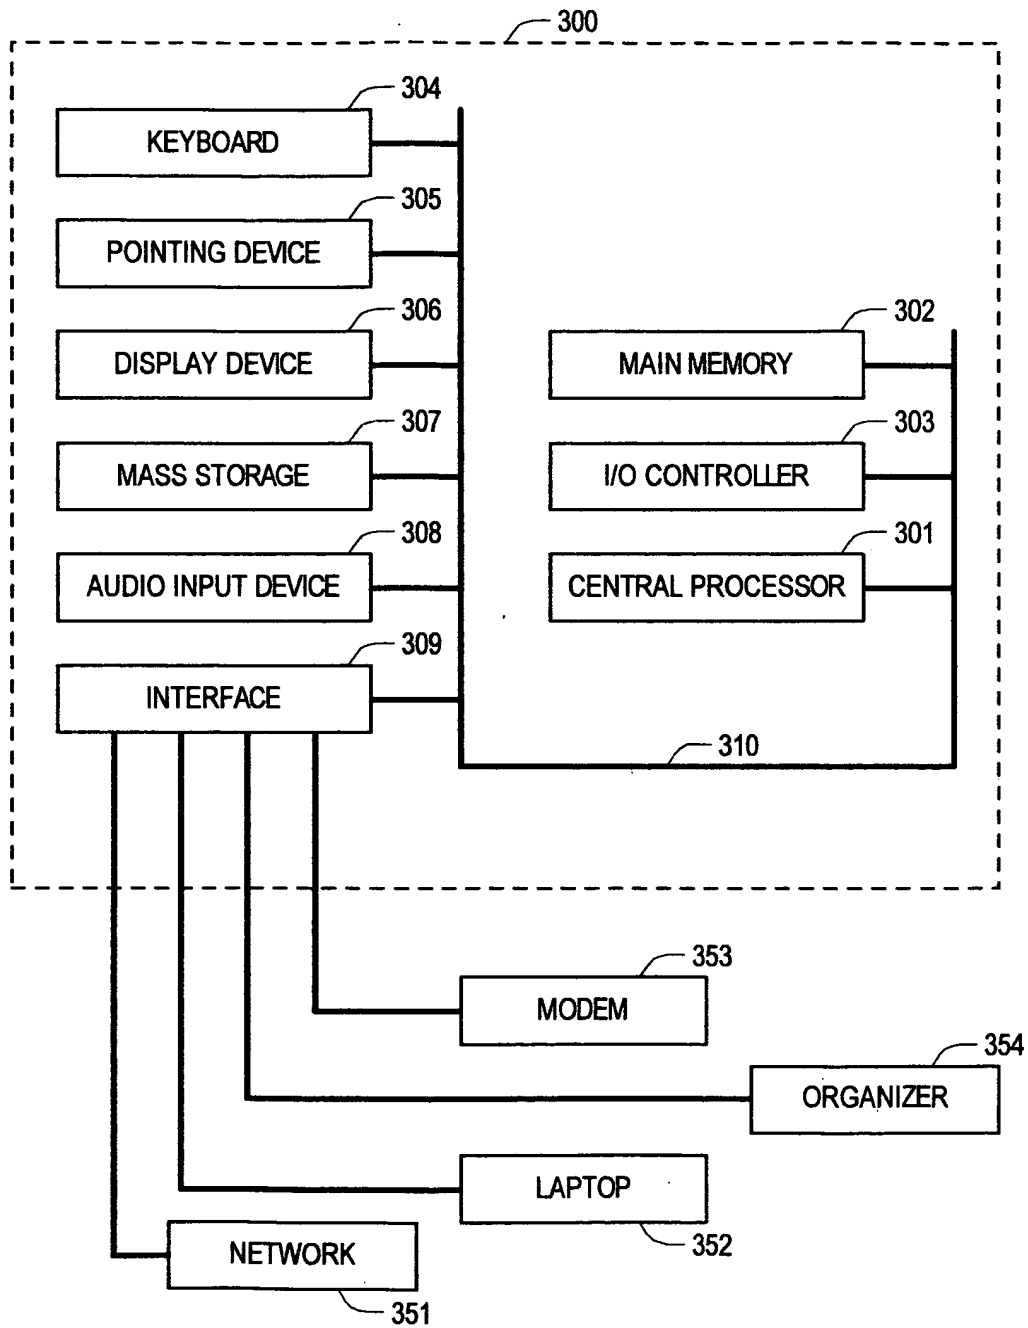 300
304
KEYBOARD
305
POINTING DEVICE
306
DISPLAY DEVICE
302
MAIN MEMORY
307
MASS STORAGE
303
I/O CONTROLLER
308
AUDIO INPUT DEVICE
301
CENTRAL PROCESSOR
309
INTERFACE
310
353
MODEM
354
ORGANIZER
LAPTOP
352
NETWORK
351